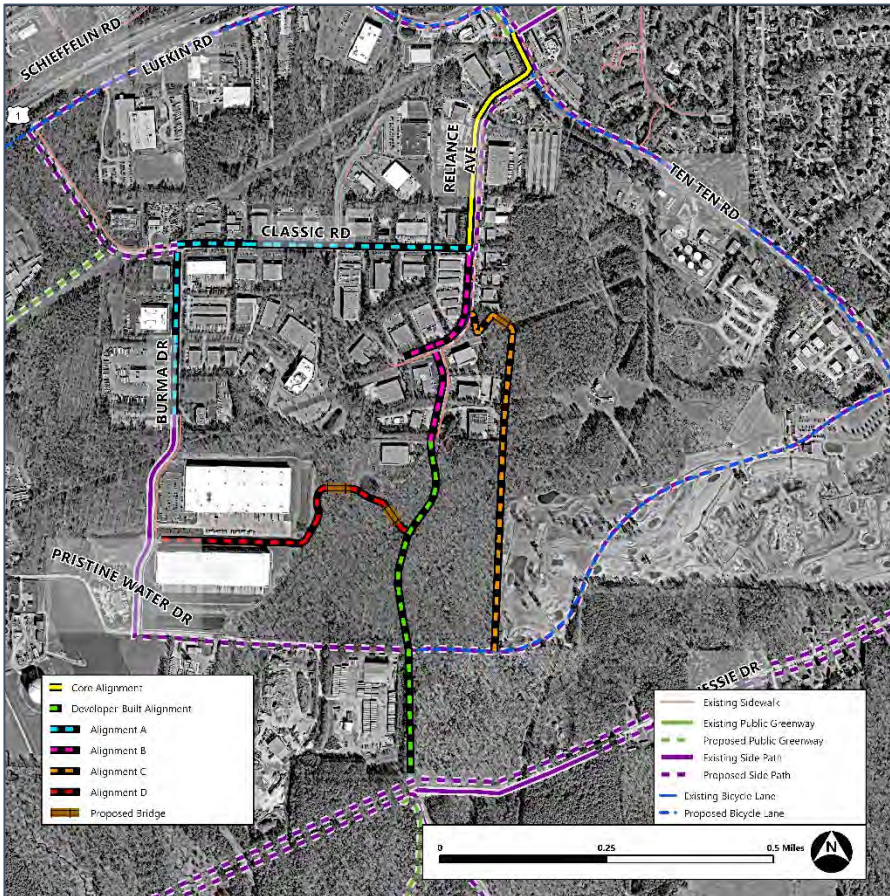 SCHIEFFELIN RD
LUFKIN RD
1
RELIANCE
AVE
TEN TEN RD
CLASSIC RD
BURMA DR
PRISTINE WATER DR
JESSIE DR
Core Alignment
Developer Built Alignment
Alignment A
Alignment B
Alignment C
Alignment D
Proposed Bridge
Existing Sidewalk
Existing Public Greenway
Proposed Public Greenway
Existing Side Path
Proposed Side Path
Existing Bicycle Lane
Proposed Bicycle Lane
0
0.25
0.5 Miles
N